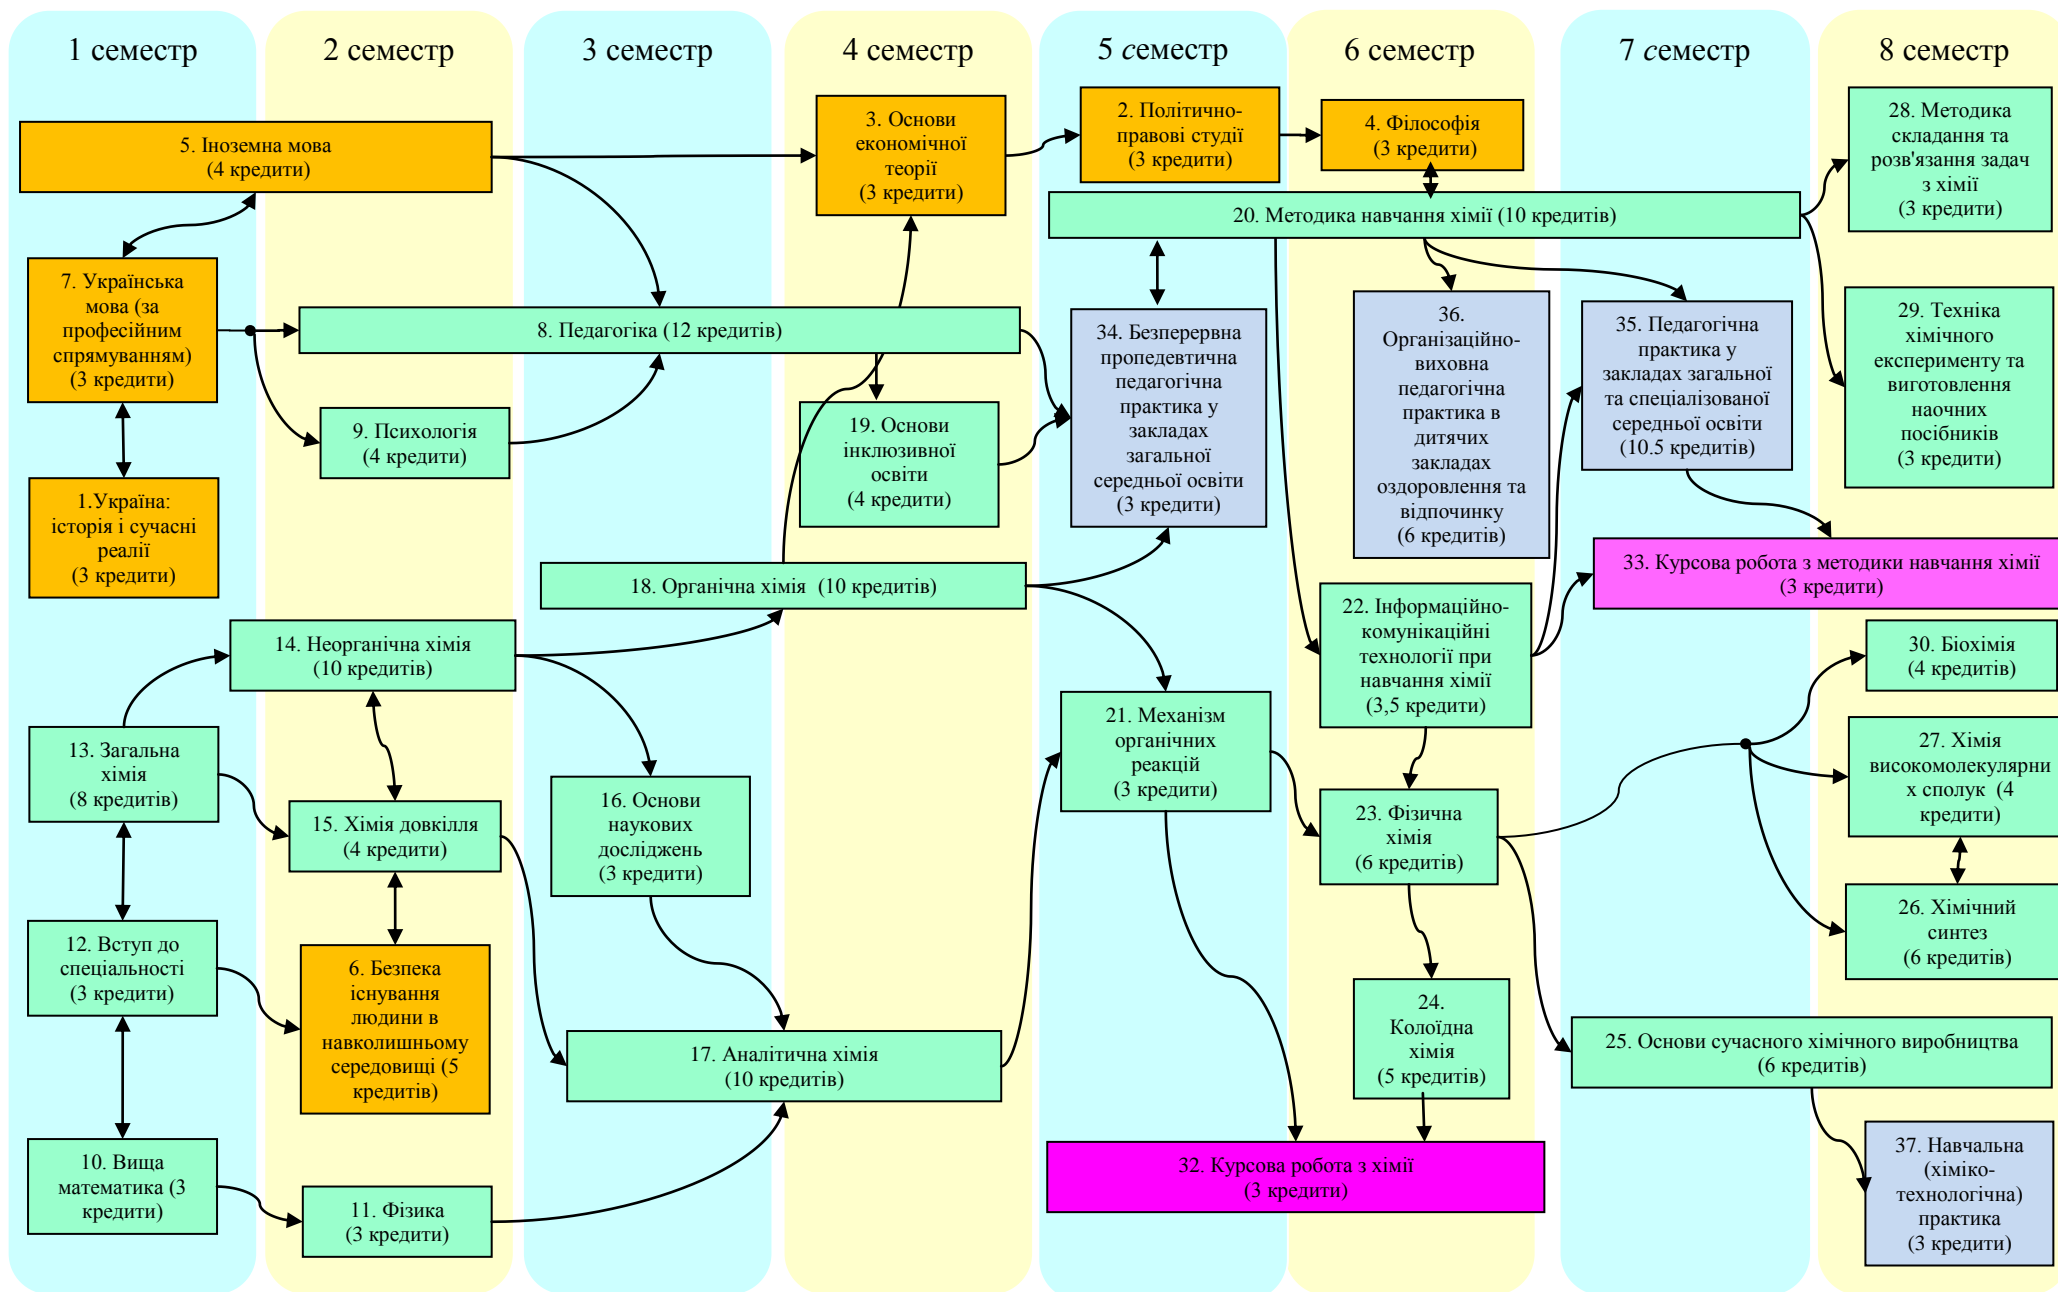 1 семестр
2 семестр
3 семестр
4 семестр
5 семестр
6 семестр
7 семестр
8 семестр
5. Іноземна мова
(4 кредити)
7. Українська
мова (за
професійним
спрямуванням)
(3 кредити)
1.Україна:
історія і сучасні
реалії
(3 кредити)
13. Загальна
хімія
(8 кредитів)
12. Вступ до
спеціальності
(3 кредити)
10. Вища
математика (3
кредити)
8. Педагогіка (12 кредитів)
9. Психологія
(4 кредити)
14. Неорганічна хімія
(10 кредитів)
15. Хімія довкілля
(4 кредити)
6. Безпека
існування
людини в
навколишньому
середовищі (5
кредитів)
11. Фізика
(3 кредити)
18. Органічна хімія  (10 кредитів)
16. Основи
наукових
досліджень
(3 кредити)
17. Аналітична хімія
(10 кредитів)
3. Основи
економічної
теорії
(3 кредити)
19. Основи
інклюзивної
освіти
(4 кредити)
2. Політично-
правові студії
(3 кредити)
4. Філософія
(3 кредити)
20. Методика навчання хімії (10 кредитів)
34. Безперервна
пропедевтична
педагогічна
практика у
закладах
загальної
середньої освіти
(3 кредити)
21. Механізм
органічних
реакцій
(3 кредити)
36.
Організаційно-
виховна
педагогічна
практика в
дитячих
закладах
оздоровлення та
відпочинку
(6 кредитів)
22. Інформаційно-
комунікаційні
технології при
навчання хімії
(3,5 кредити)
23. Фізична
хімія
(6 кредитів)
24.
Колоїдна
хімія
(5 кредитів)
32. Курсова робота з хімії
(3 кредити)
35. Педагогічна
практика у
закладах загальної
та спеціалізованої
середньої освіти
(10.5 кредитів)
33. Курсова робота з методики навчання хімії
(3 кредити)
25. Основи сучасного хімічного виробництва
(6 кредитів)
28. Методика
складання та
розв'язання задач
з хімії
(3 кредити)
29. Техніка
хімічного
експерименту та
виготовлення
наочних
посібників
(3 кредити)
30. Біохімія
(4 кредитів)
27. Хімія
високомолекулярни
х сполук  (4
кредити)
26. Хімічний
синтез
(6 кредитів)
37. Навчальна
(хіміко-
технологічна)
практика
(3 кредити)